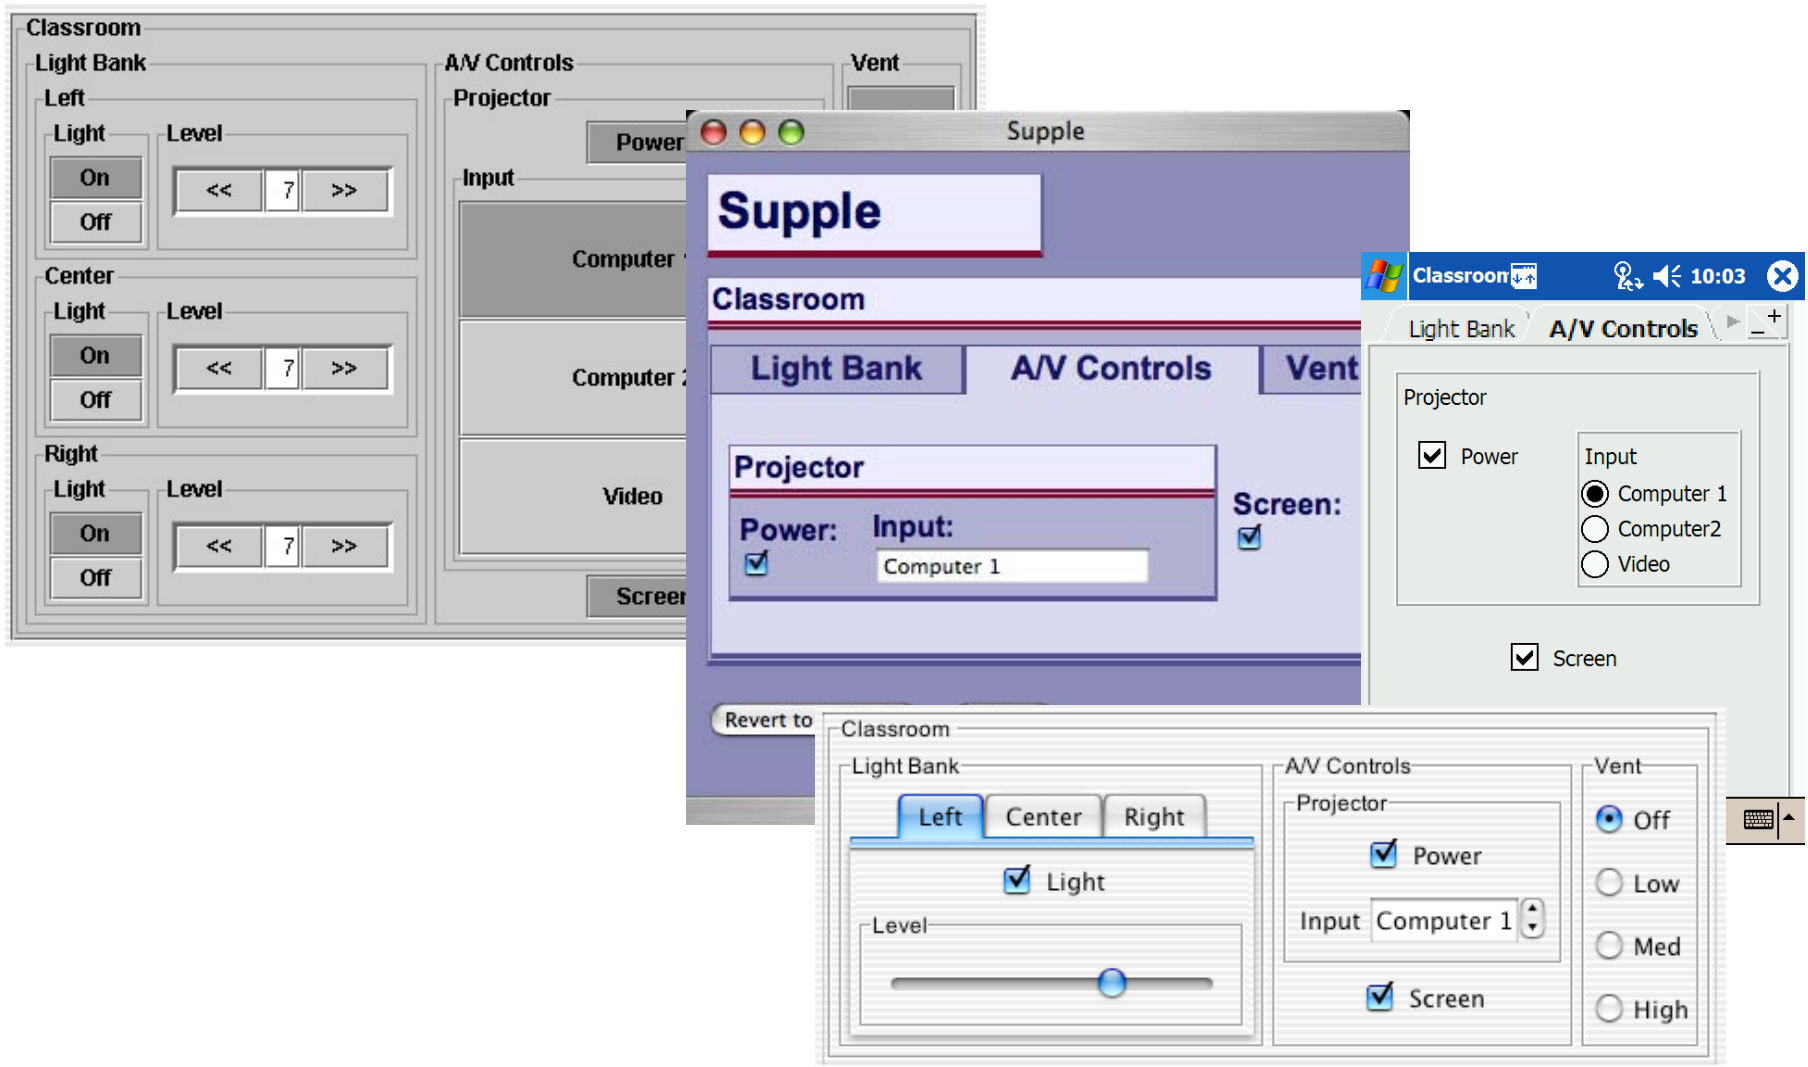 Classroom
Light Bank
Left
Light
On
Off
Level
<< 7 >>
Center
Light
On
Off
Level
<< 7 >>
Right
Light
On
Off
Level
<< 7 >>
A/V Controls
Projector
Power
Input
Computer
Computer
Video
Screen
Vent
Supple
Supple
Classroom
Light Bank
A/V Controls
Vent
Projector
Power:
Input:
Computer 1
Screen:
Revert to
Classroom
10:03
Light Bank
A/V Controls
Projector
Power
Input
Computer 1
Computer2
Video
Screen
Classroom
Light Bank
Left
Center
Right
Light
Level
A/V Controls
Projector
Power
Input Computer 1
Screen
Vent
Off
Low
Med
High